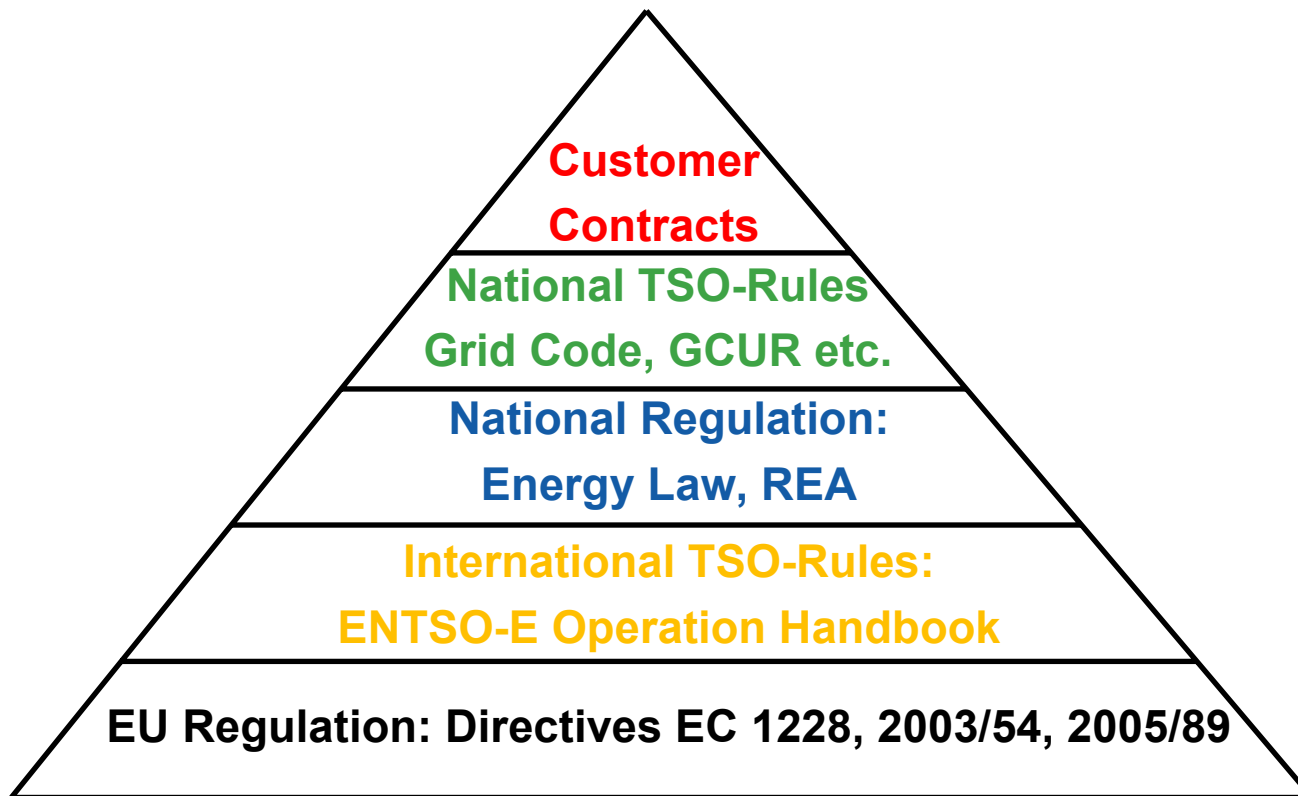 Customer
Contracts
National TSO-Rules
Grid Code, GCUR etc.
National Regulation:
Energy Law, REA
International TSO-Rules:
ENTSO-E Operation Handbook
EU Regulation: Directives EC 1228, 2003/54, 2005/89